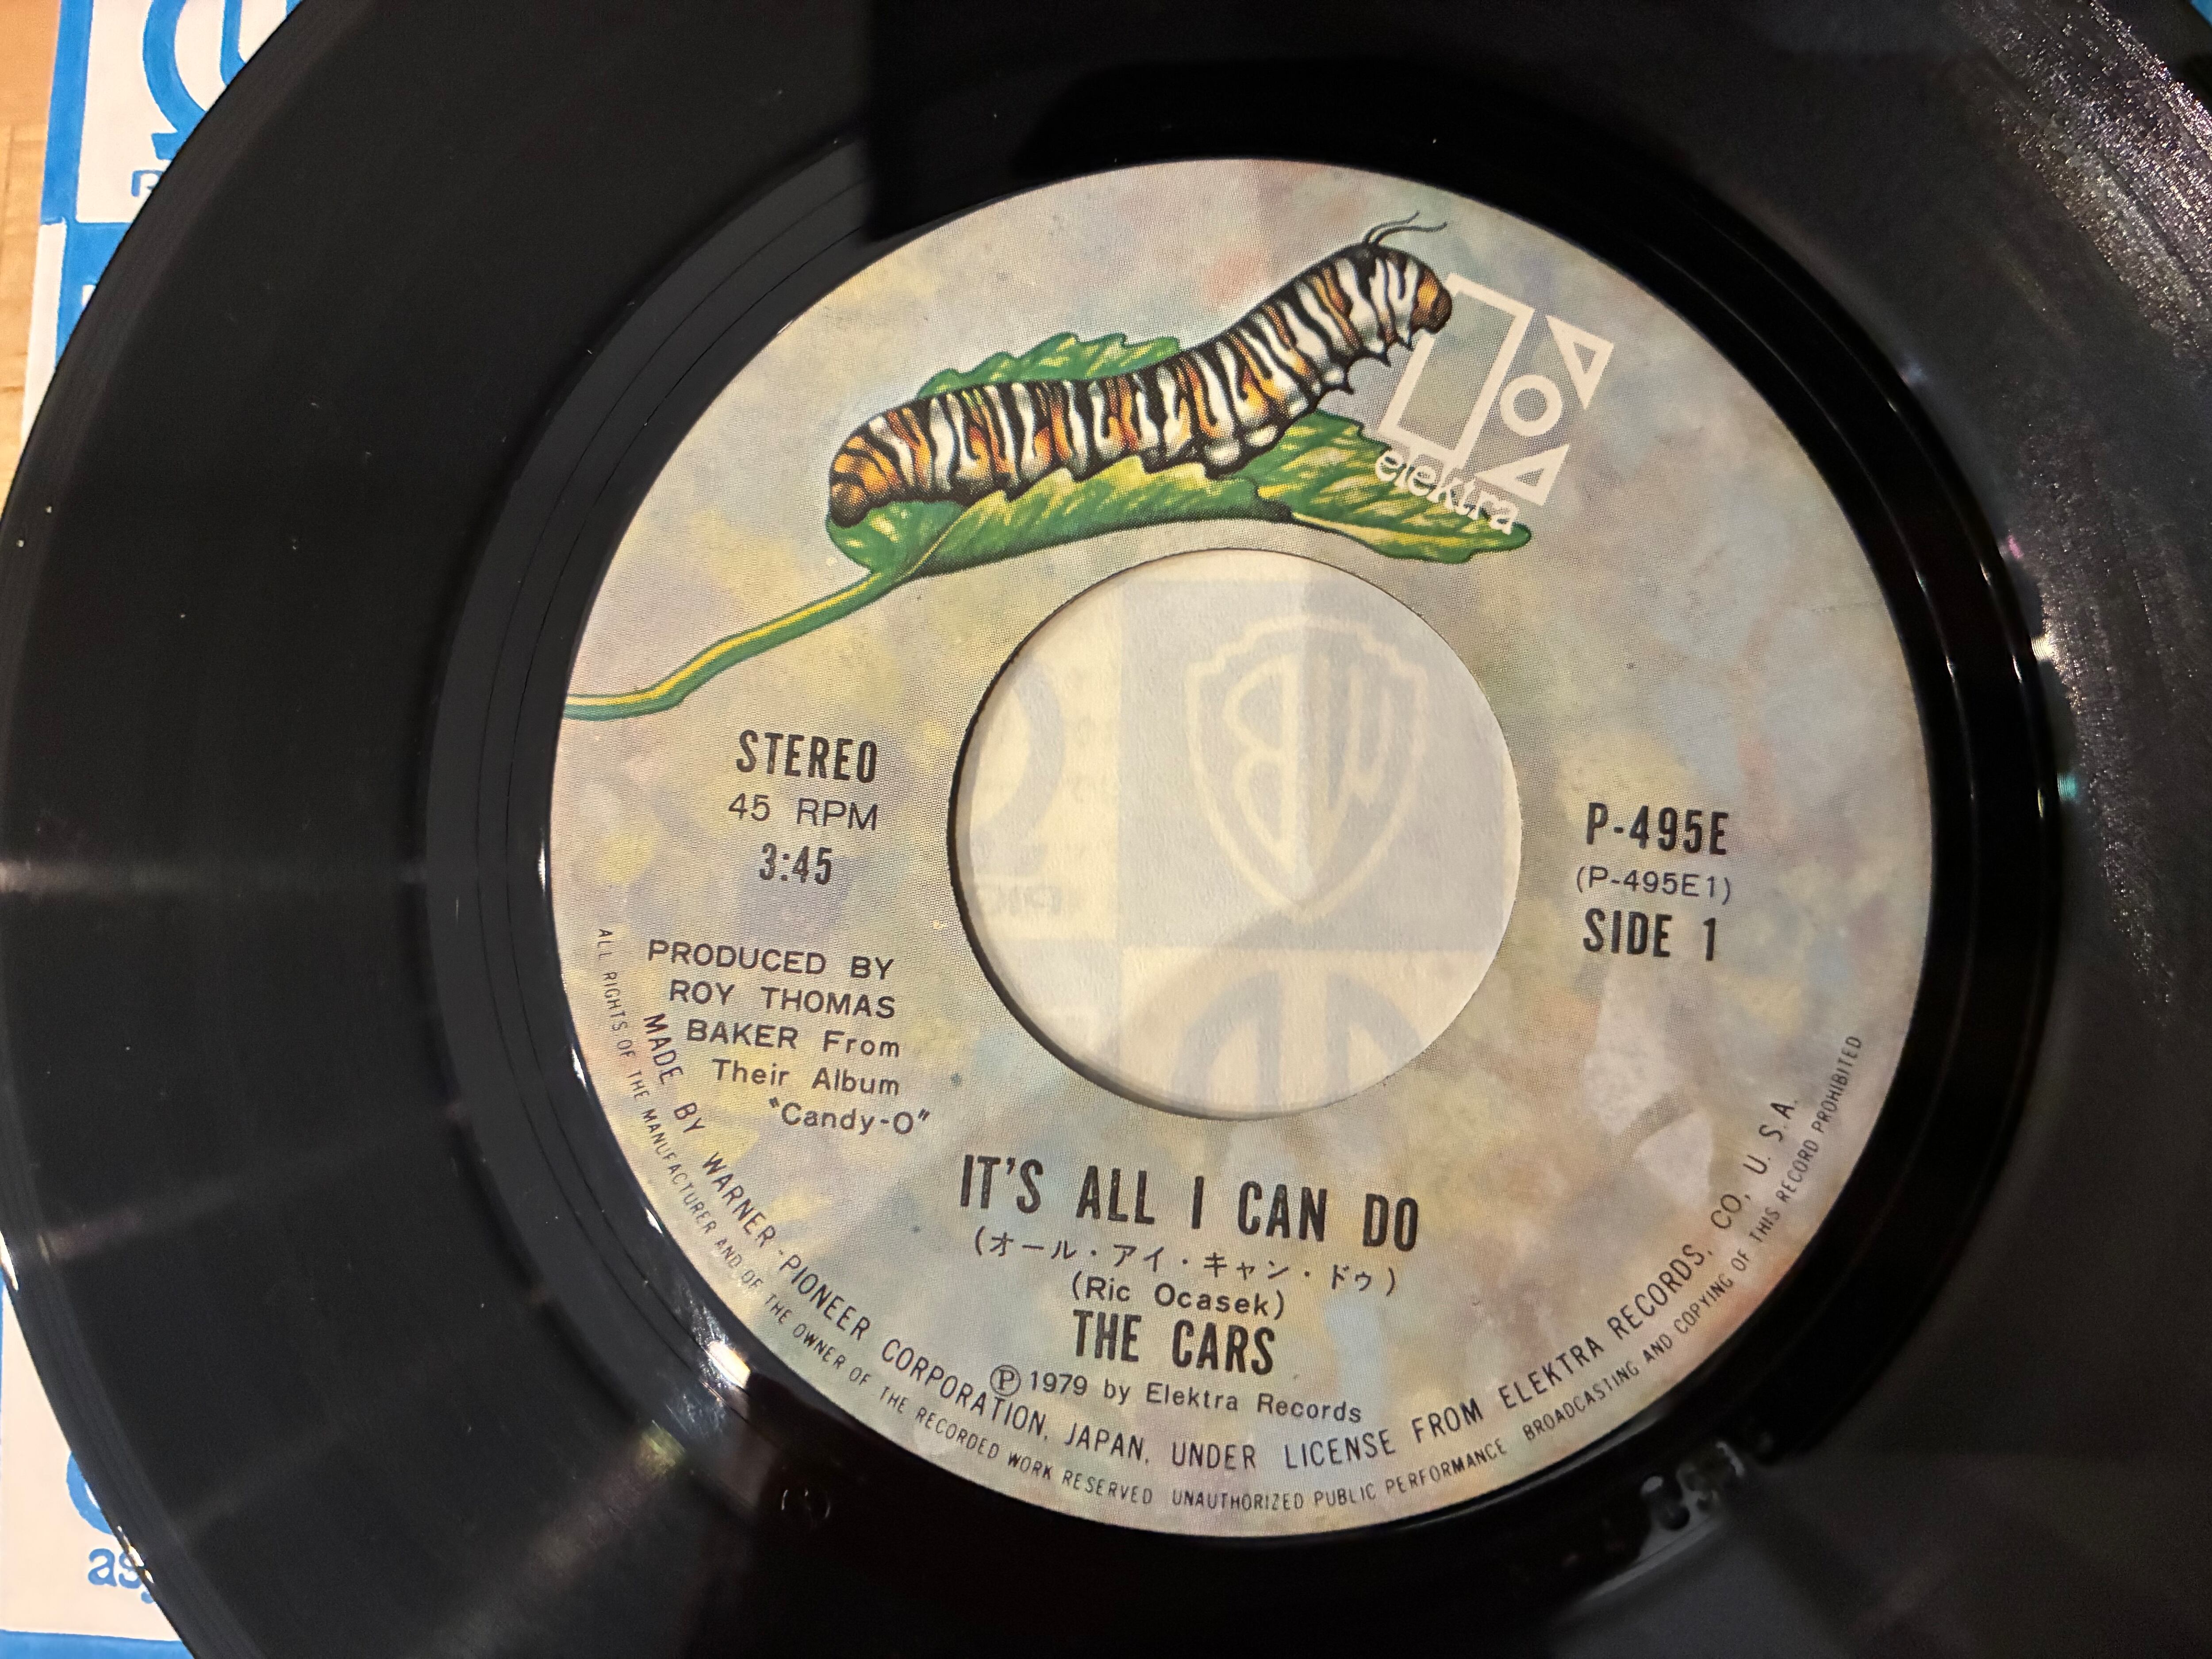 elektra
STEREO
45 RPM
3:45
P-495E
(P-495E1)
SIDE 1
PRODUCED BY
ROY THOMAS
BAKER From
Their Album
"Candy-O"
IT'S ALL I CAN DO
(オール・アイ・キャン・ドゥ)
(Ric Ocasek)
THE CARS
Ⓟ 1979 by Elektra Records
MADE BY WARNER-PIONEER CORPORATION, JAPAN, UNDER LICENSE FROM ELEKTRA RECORDS, CO, U.S.A.
ALL RIGHTS OF THE MANUFACTURER AND OF THE OWNER OF THE RECORDED WORK RESERVED UNAUTHORIZED PUBLIC PERFORMANCE BROADCASTING AND COPYING OF THIS RECORD PROHIBITED